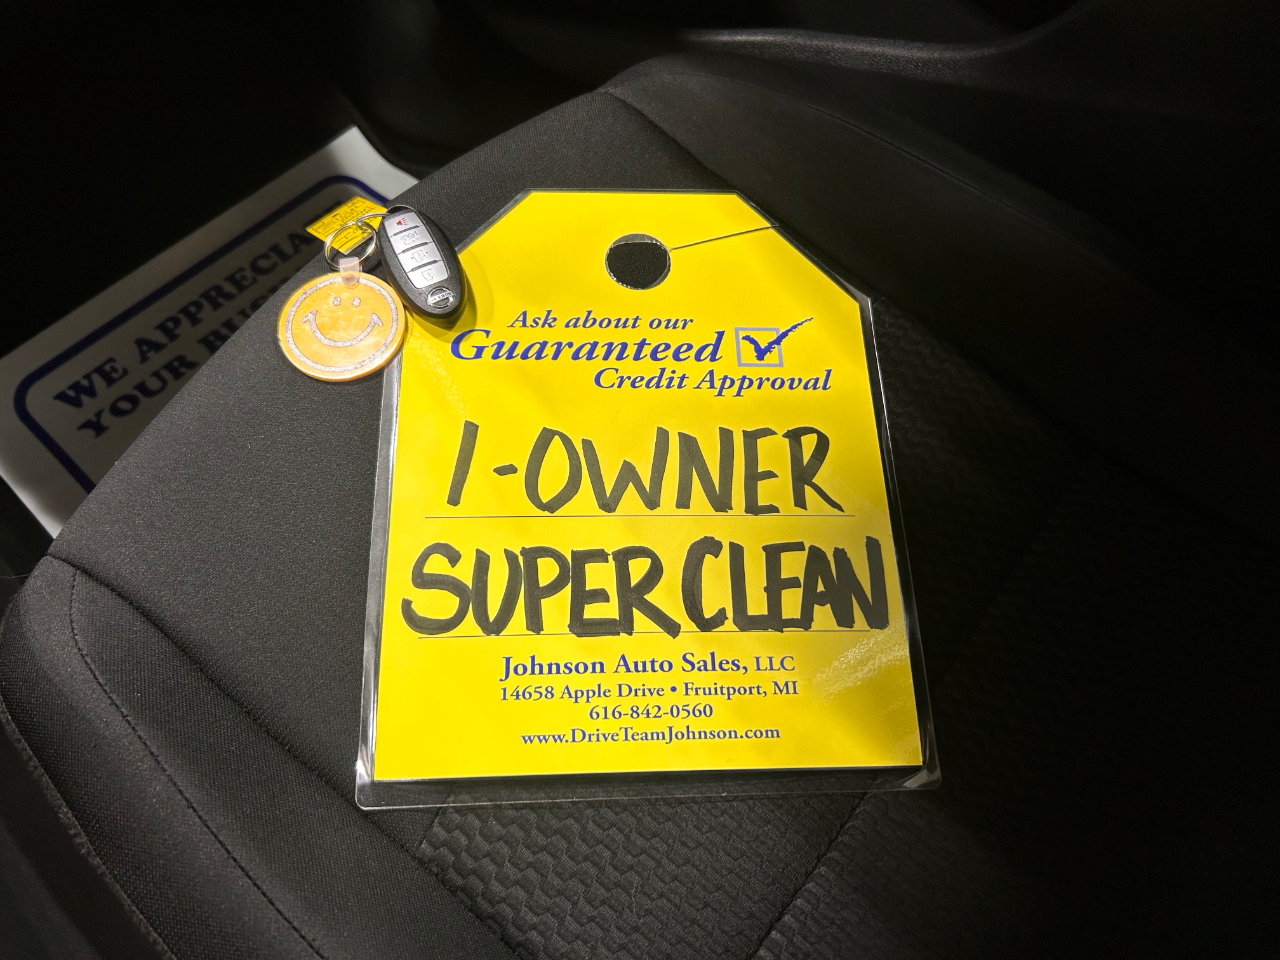 WE APPRECIA
YOUR BUSI
Ask about our
Guaranteed
Credit Approval
1-OWNER
SUPER CLEAN
Johnson Auto Sales, LLC
14658 Apple Drive • Fruitport, MI
616-842-0560
www.DriveTeamJohnson.com